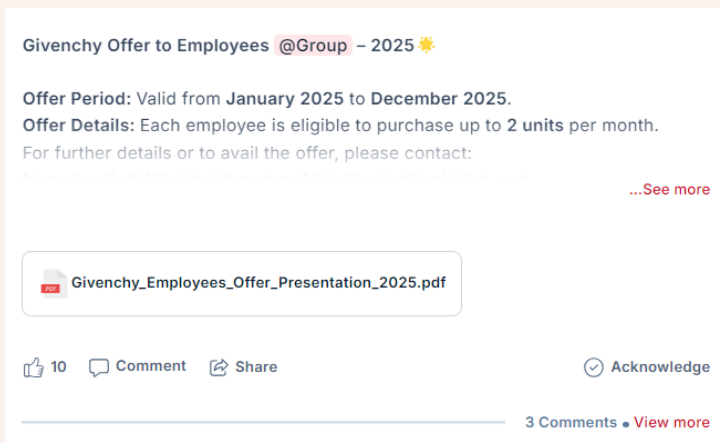 Givenchy Offer to Employees @Group – 2025🌟
Offer Period: Valid from January 2025 to December 2025.
Offer Details: Each employee is eligible to purchase up to 2 units per month.
For further details or to avail the offer, please contact:
...See more
PDF
Givenchy_Employees_Offer_Presentation_2025.pdf
10 Comment Share Acknowledge
3 Comments • View more